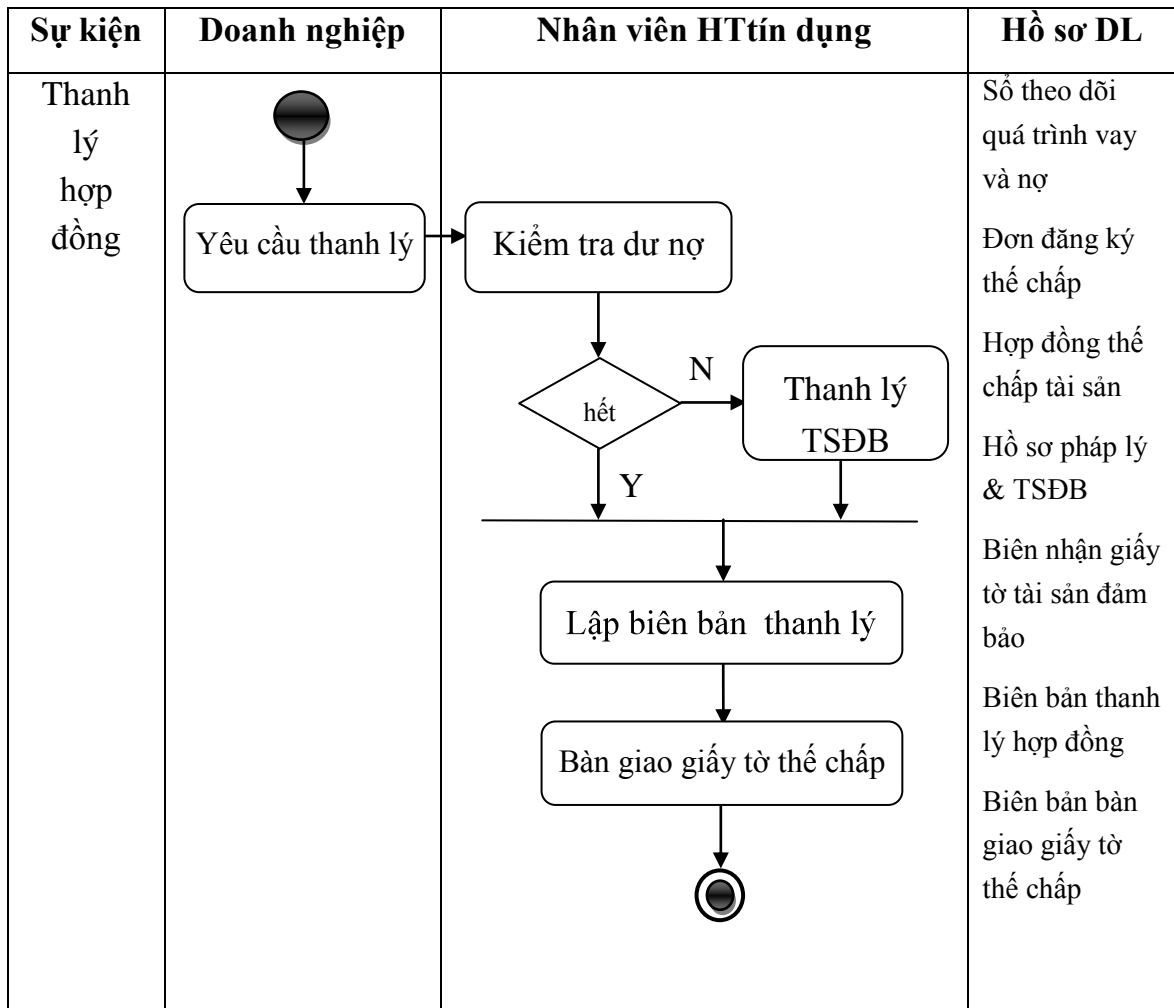 Sự kiện
Doanh nghiệp
Nhân viên HTtín dụng
Hồ sơ DL
Thanh
lý
hợp
đồng
Yêu cầu thanh lý
Kiểm tra dư nợ
hết
N
Thanh lý
TSĐB
Y
Lập biên bản thanh lý
Bàn giao giấy tờ thế chấp
Sổ theo dõi
quá trình vay
và nợ
Đơn đăng ký
thế chấp
Hợp đồng thế
chấp tài sản
Hồ sơ pháp lý
& TSĐB
Biên nhận giấy
tờ tài sản đảm
bảo
Biên bản thanh
lý hợp đồng
Biên bản bàn
giao giấy tờ
thế chấp